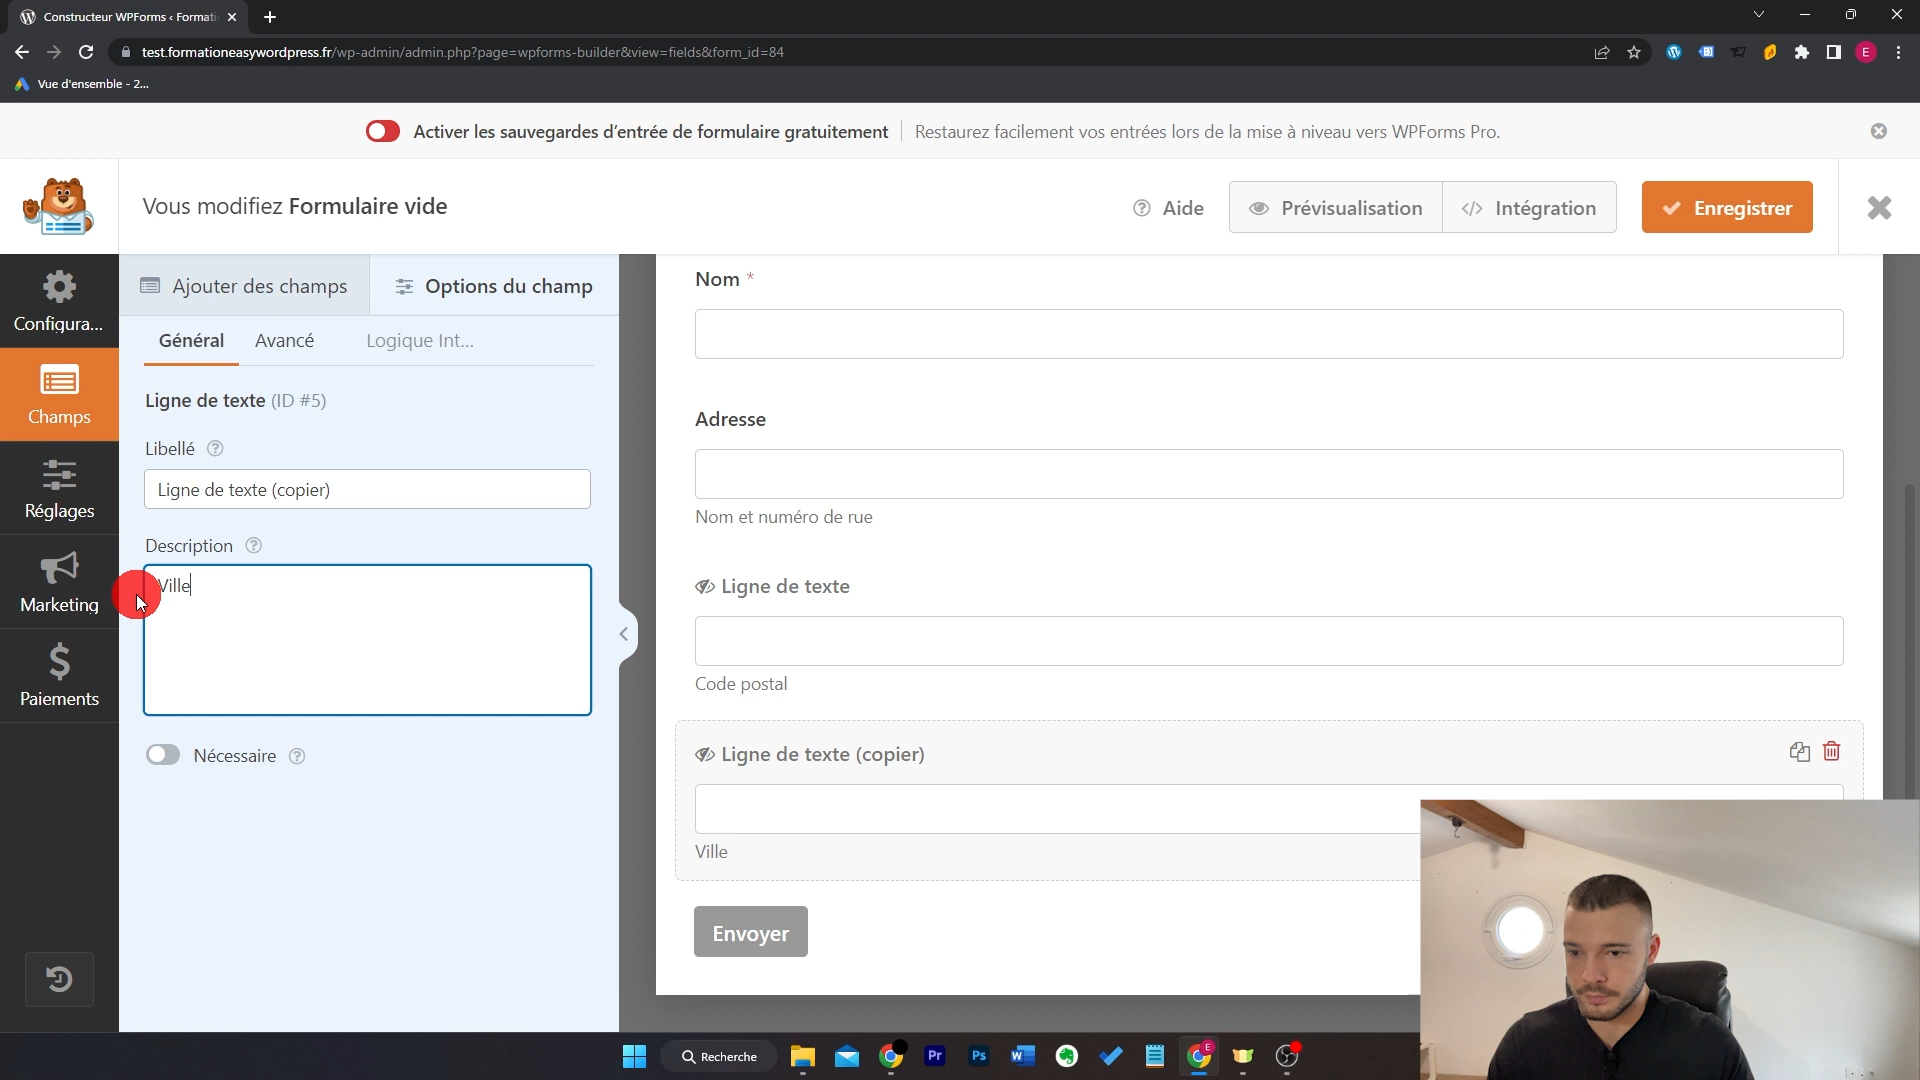 Constructeur WPForms ‹ Formati
test.formationeasywordpress.fr/wp-admin/admin.php?page=wpforms-builder&view=fields&form_id=84
E
Vue d'ensemble - 2...
Activer les sauvegardes d'entrée de formulaire gratuitement
Restaurez facilement vos entrées lors de la mise à niveau vers WPForms Pro.
Vous modifiez Formulaire vide
Aide
Prévisualisation
Intégration
Enregistrer
Configura...
Champs
Réglages
Marketing
Paiements
Ajouter des champs
Options du champ
Général
Avancé
Logique Int...
Ligne de texte (ID #5)
Libellé
Ligne de texte (copier)
Description
Ville
Nécessaire
Nom *
Adresse
Nom et numéro de rue
Ligne de texte
Code postal
Ligne de texte (copier)
Ville
Envoyer
Recherche
Pr
Ps
W
E